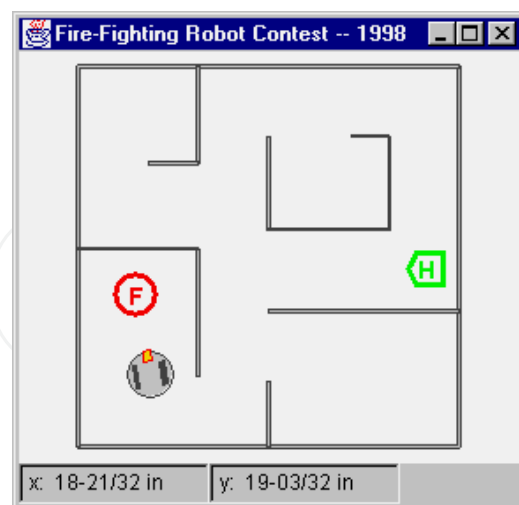 Fire-Fighting Robot Contest -- 1998
H
F
x: 18-21/32 in
y: 19-03/32 in